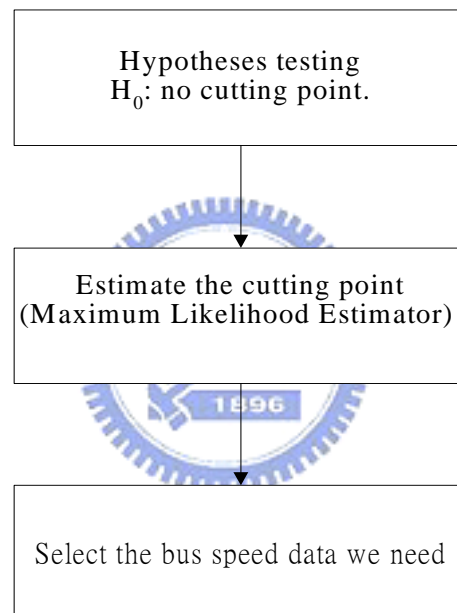 Hypotheses testing
H₀: no cutting point.
Estimate the cutting point
(Maximum Likelihood Estimator)
1896
Select the bus speed data we need